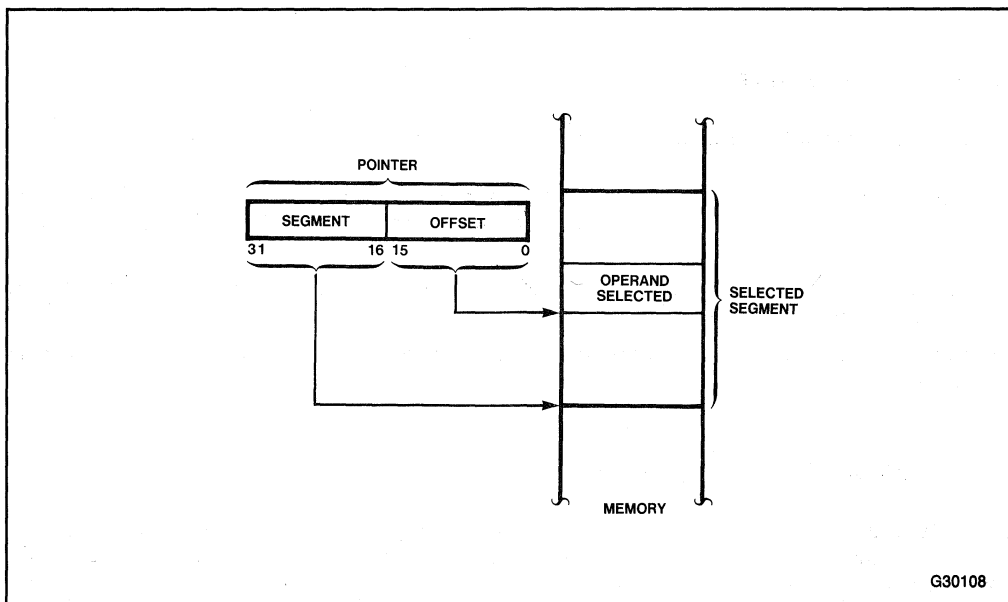 POINTER
SEGMENT OFFSET
31 16 15 0
OPERAND
SELECTED
SELECTED
SEGMENT
MEMORY
G30108